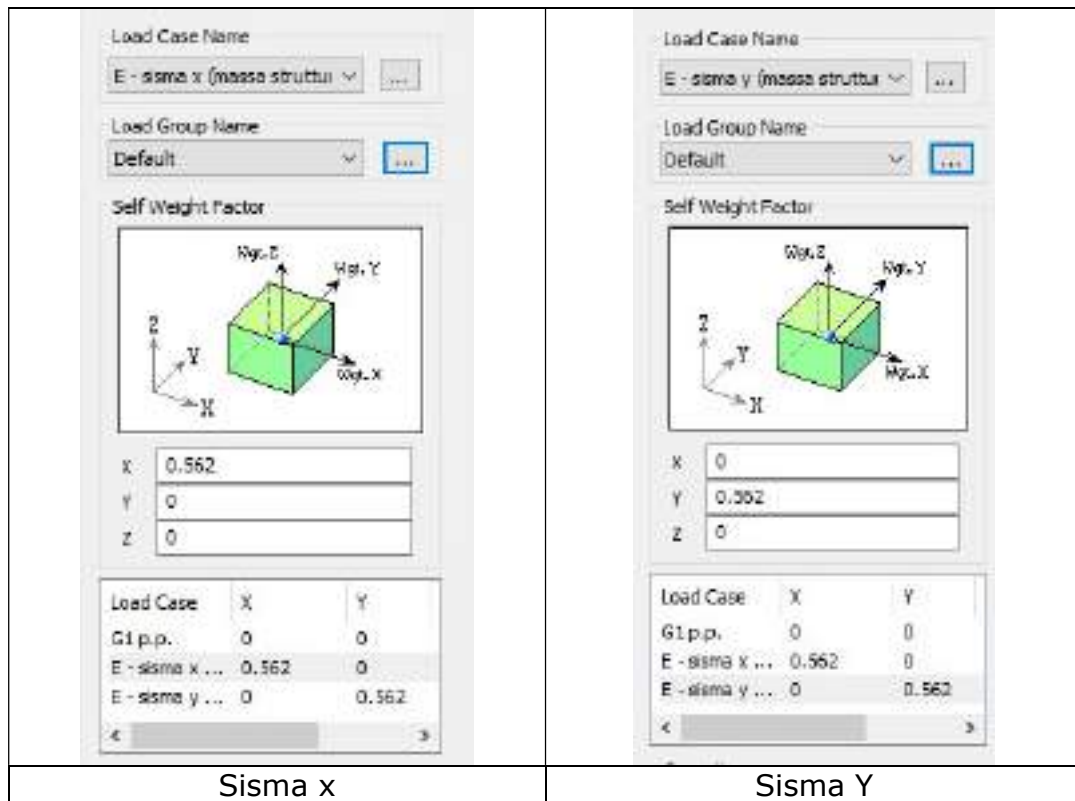 Load Case Name
E - sisma x (massa struttur
...
Load Group Name
Default
...
Self Weight Factor
Wgt.Z
Wgt.Y
Z
Y
Wgt.X
X
X 0.562
Y 0
Z 0
Load Case X Y
G1 p.p. 0 0
E - sisma x ... 0.562 0
E - sisma y ... 0 0.562
< >
Sisma x
Load Case Name
E - sisma y (massa struttur
...
Load Group Name
Default
...
Self Weight Factor
Wgt.Z
Wgt.Y
Z
Y
Wgt.X
X
X 0
Y 0.562
Z 0
Load Case X Y
G1 p.p. 0 0
E - sisma x ... 0.562 0
E - sisma y ... 0 0.562
< >
Sisma Y